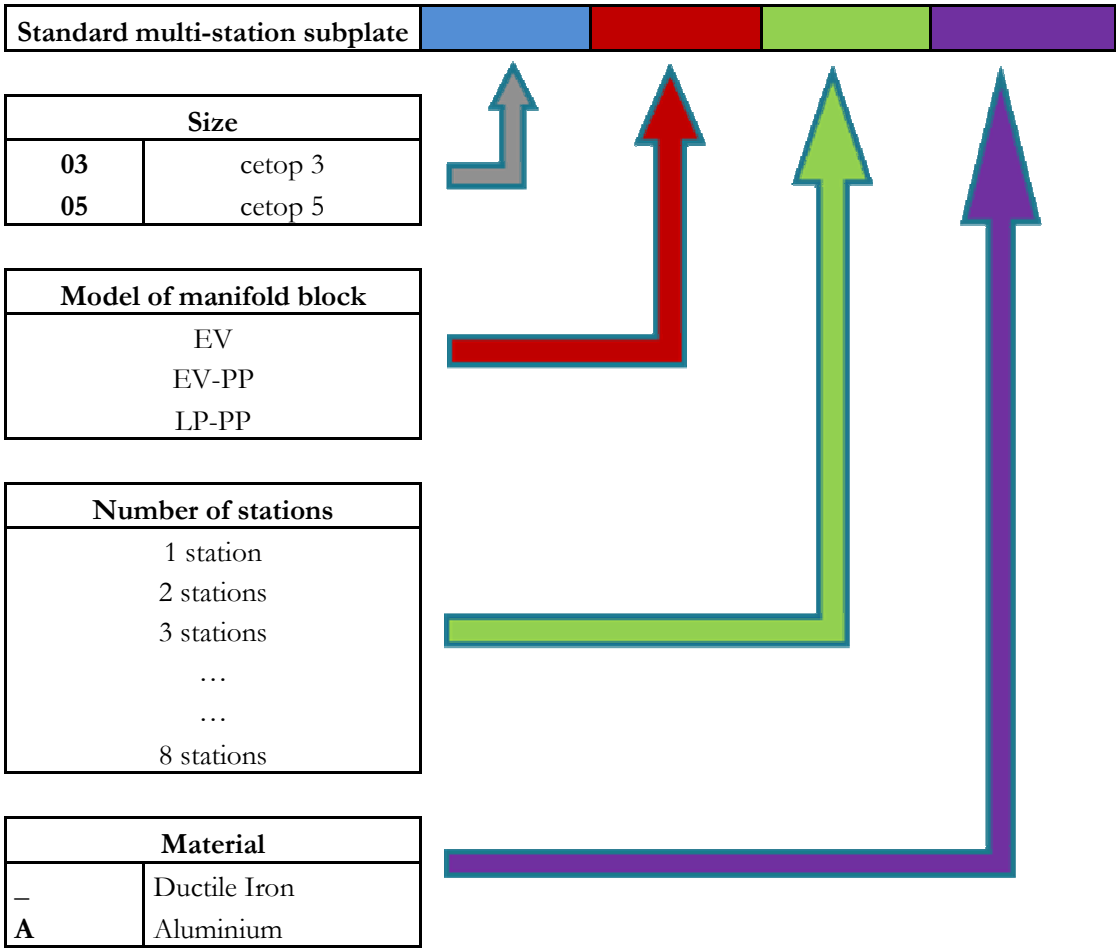 Standard multi-station subplate
Size
03 cetop 3
05 cetop 5
Model of manifold block
EV
EV-PP
LP-PP
Number of stations
1 station
2 stations
3 stations
…
…
8 stations
Material
_ Ductile Iron
A Aluminium